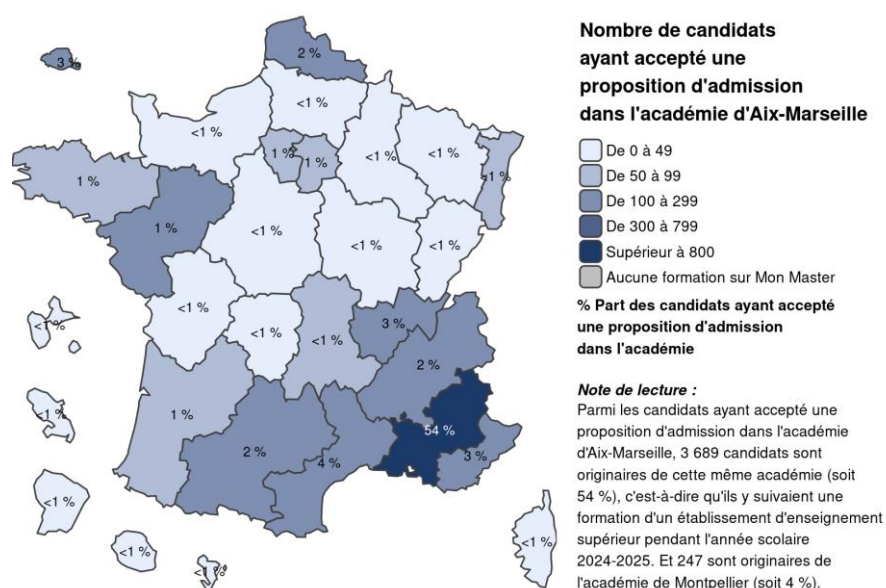 Nombre de candidats
ayant accepté une
proposition d'admission
dans l'académie d'Aix-Marseille
De 0 à 49
De 50 à 99
De 100 à 299
De 300 à 799
Supérieur à 800
Aucune formation sur Mon Master
% Part des candidats ayant accepté
une proposition d'admission
dans l'académie
Note de lecture :
Parmi les candidats ayant accepté une
proposition d'admission dans l'académie
d'Aix-Marseille, 3 689 candidats sont
originaires de cette même académie (soit
54 %), c'est-à-dire qu'ils y suivaient une
formation d'un établissement d'enseignement
supérieur pendant l'année scolaire
2024-2025. Et 247 sont originaires de
l'académie de Montpellier (soit 4 %).
2 %
3 %
<1 %
<1 %
1 %
1 %
<1 %
<1 %
<1 %
1 %
1 %
<1 %
<1 %
<1 %
<1 %
<1 %
<1 %
3 %
<1 %
2 %
<1 %
1 %
54 %
2 %
4 %
3 %
<1 %
<1 %
<1 %
<1 %